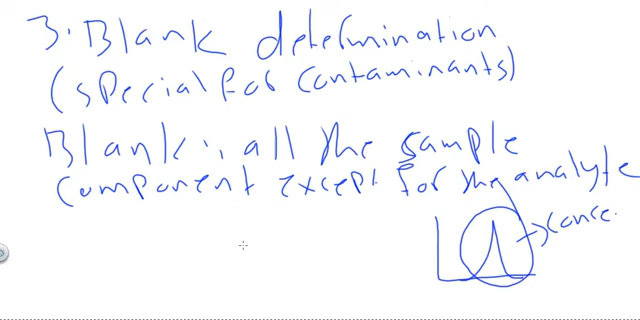 3. Blank determination
(special for contaminants)
Blank:, all the sample
component except for the analyte
→ conc.